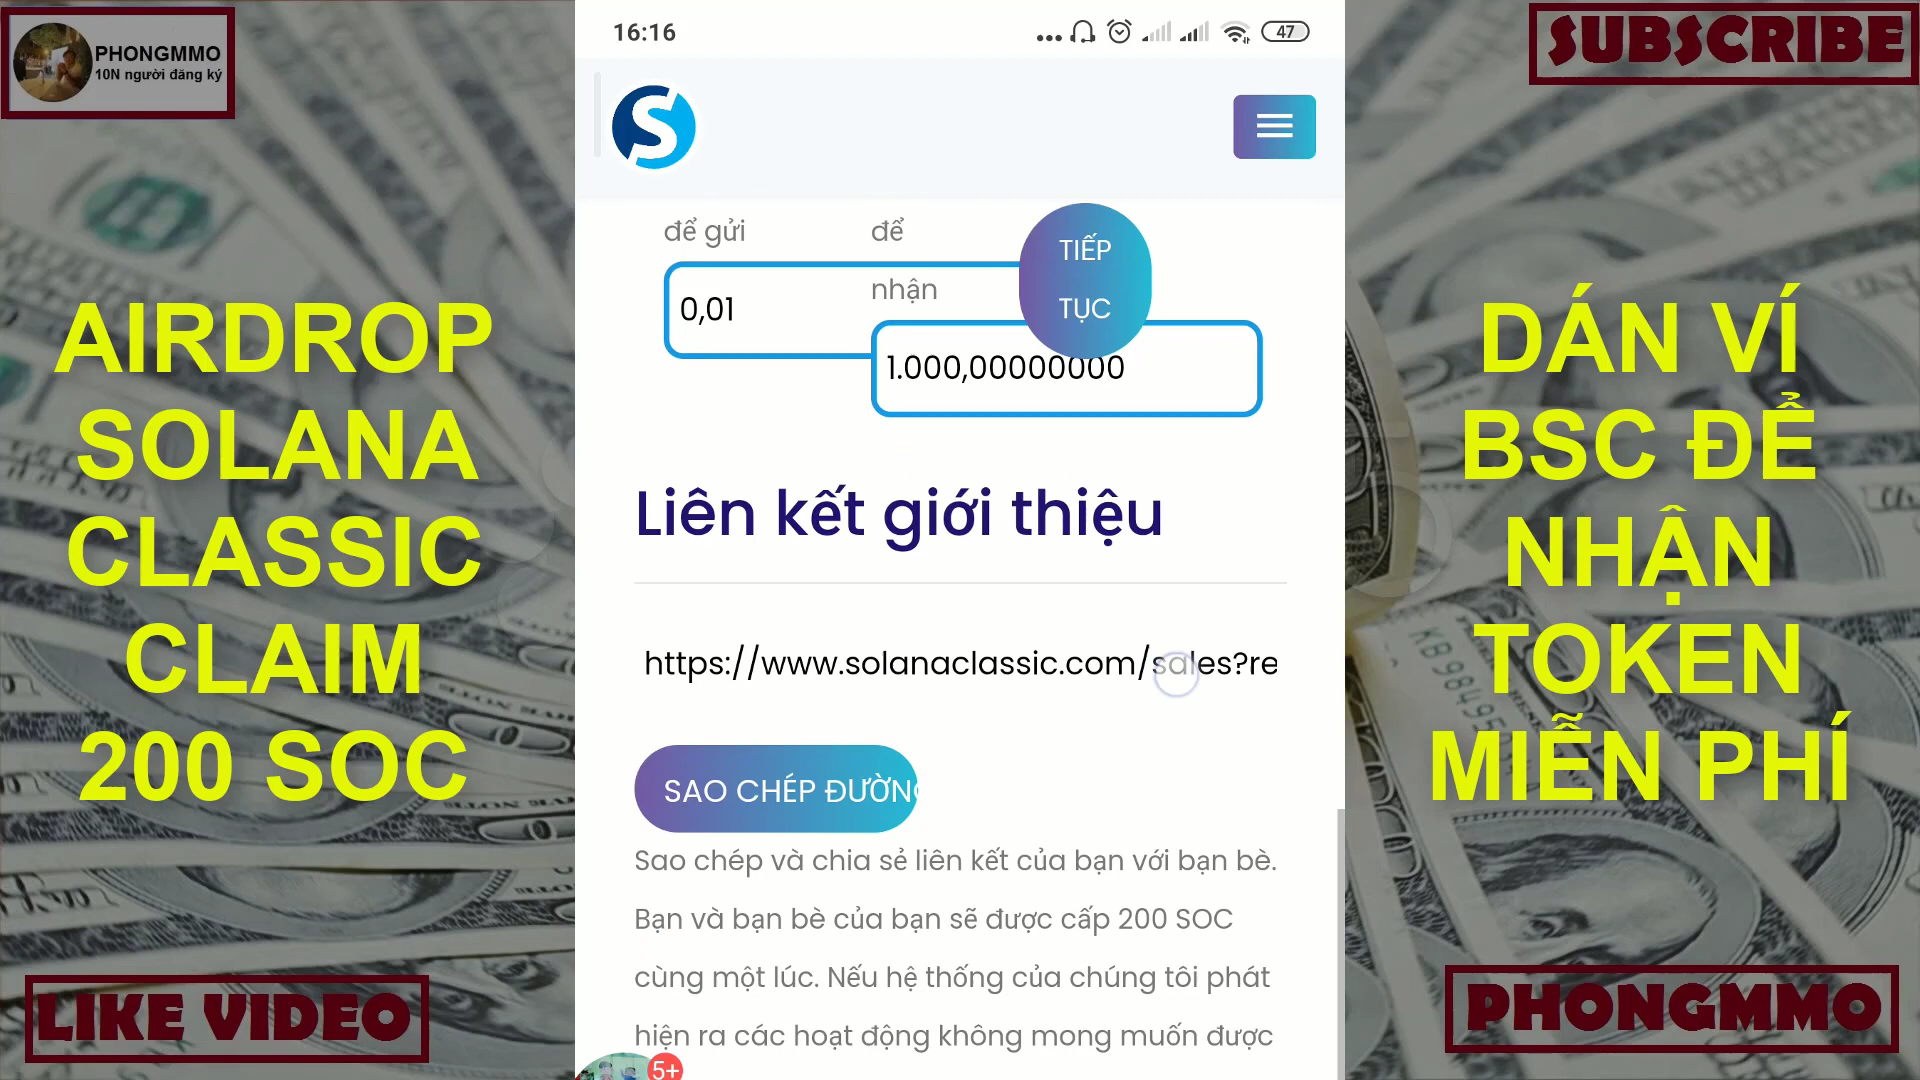 PHONGMMO
10N người đăng ký
AIRDROP
SOLANA
CLASSIC
CLAIM
200 SOC
LIKE VIDEO
16:16
47
để gửi
để
nhận
TIẾP
TỤC
0,01
1.000,00000000
Liên kết giới thiệu
https://www.solanaclassic.com/sales?re
SAO CHÉP ĐƯỜNG
Sao chép và chia sẻ liên kết của bạn với bạn bè.
Bạn và bạn bè của bạn sẽ được cấp 200 SOC
cùng một lúc. Nếu hệ thống của chúng tôi phát
hiện ra các hoạt động không mong muốn được
5+
SUBSCRIBE
DÁN VÍ
BSC ĐỂ
NHẬN
TOKEN
MIỄN PHÍ
PHONGMMO